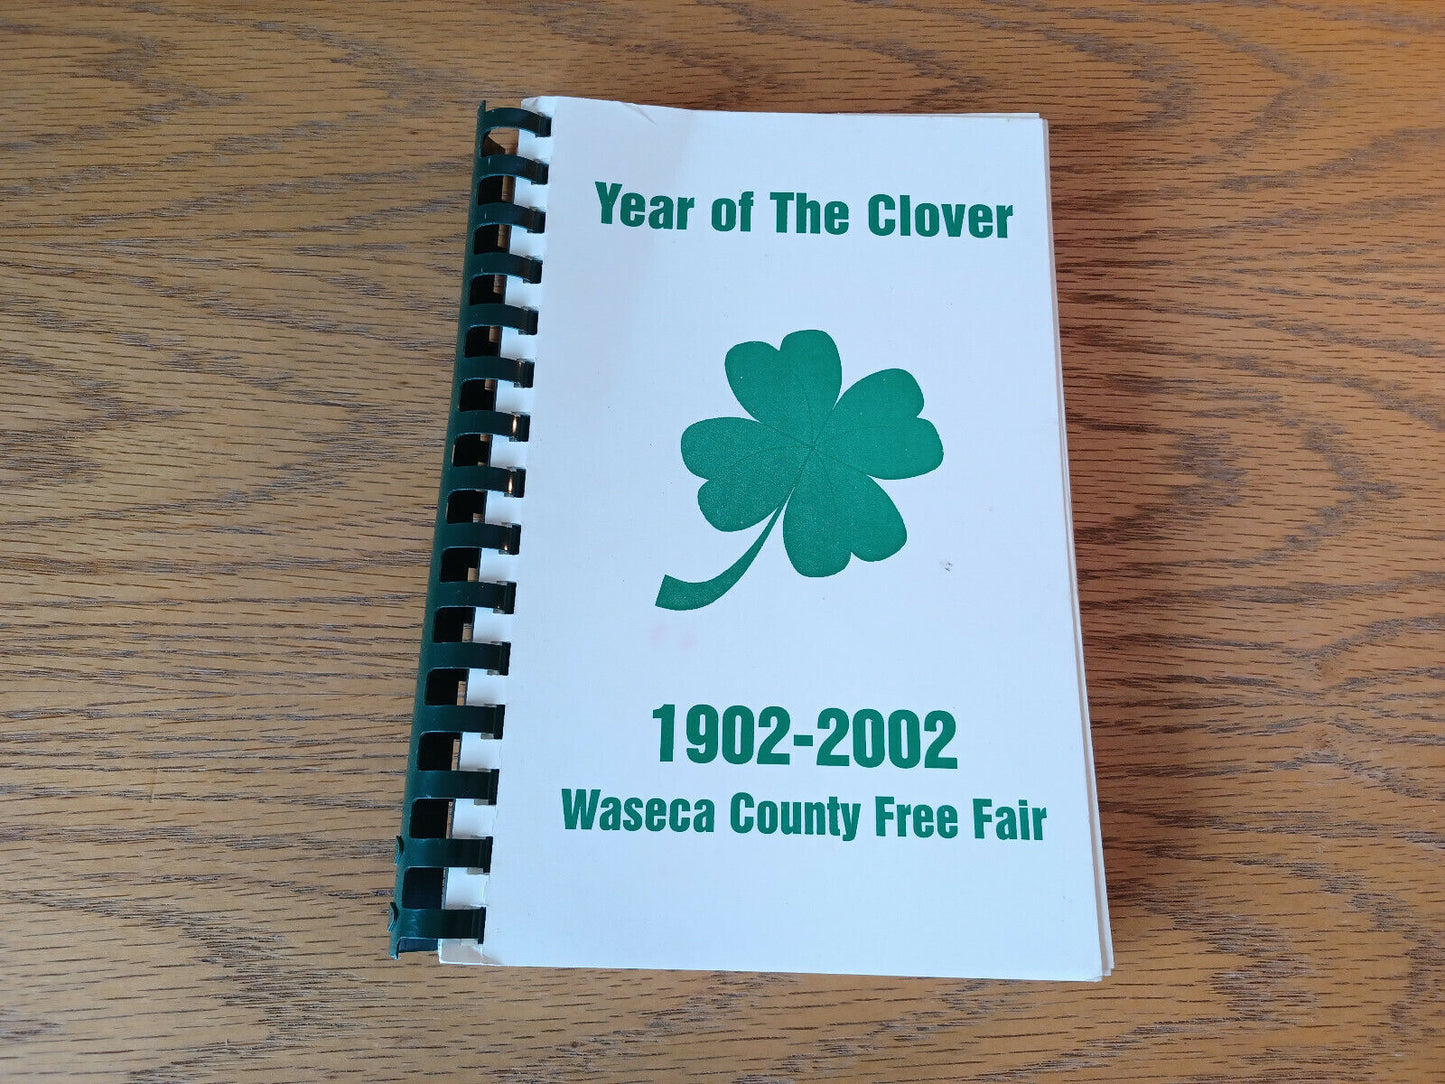 Year of The Clover
1902-2002
Waseca County Free Fair